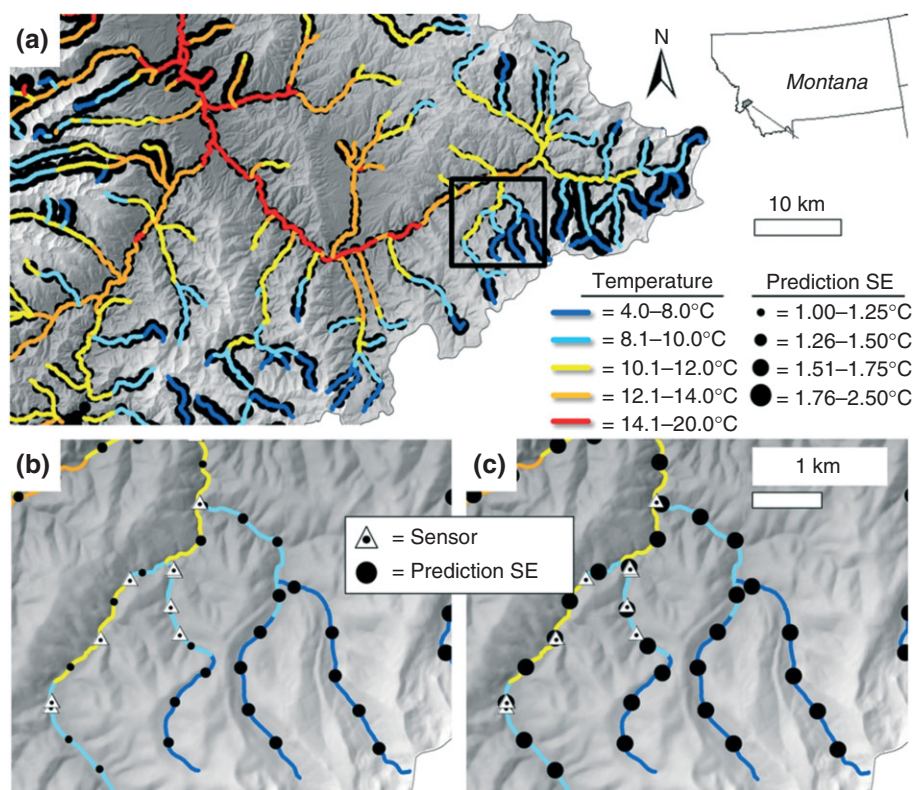 (a)
N
Montana
10 km
Temperature
= 4.0–8.0°C
= 8.1–10.0°C
= 10.1–12.0°C
= 12.1–14.0°C
= 14.1–20.0°C
Prediction SE
= 1.00–1.25°C
= 1.26–1.50°C
= 1.51–1.75°C
= 1.76–2.50°C
(b)
= Sensor
= Prediction SE
(c)
1 km